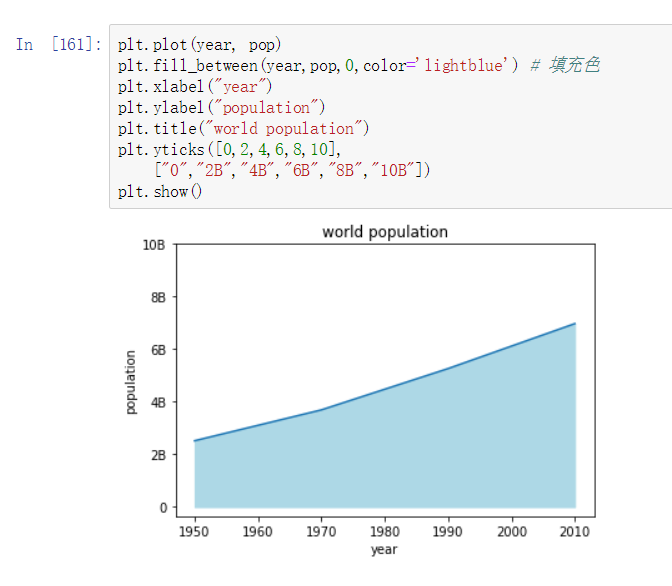 In [161]:
plt.plot(year, pop)
plt.fill_between(year,pop,0,color='lightblue') # 填充色
plt.xlabel("year")
plt.ylabel("population")
plt.title("world population")
plt.yticks([0,2,4,6,8,10],
["0","2B","4B","6B","8B","10B"])
plt.show()
world population
10B
8B
6B
4B
2B
0
population
1950 1960 1970 1980 1990 2000 2010
year